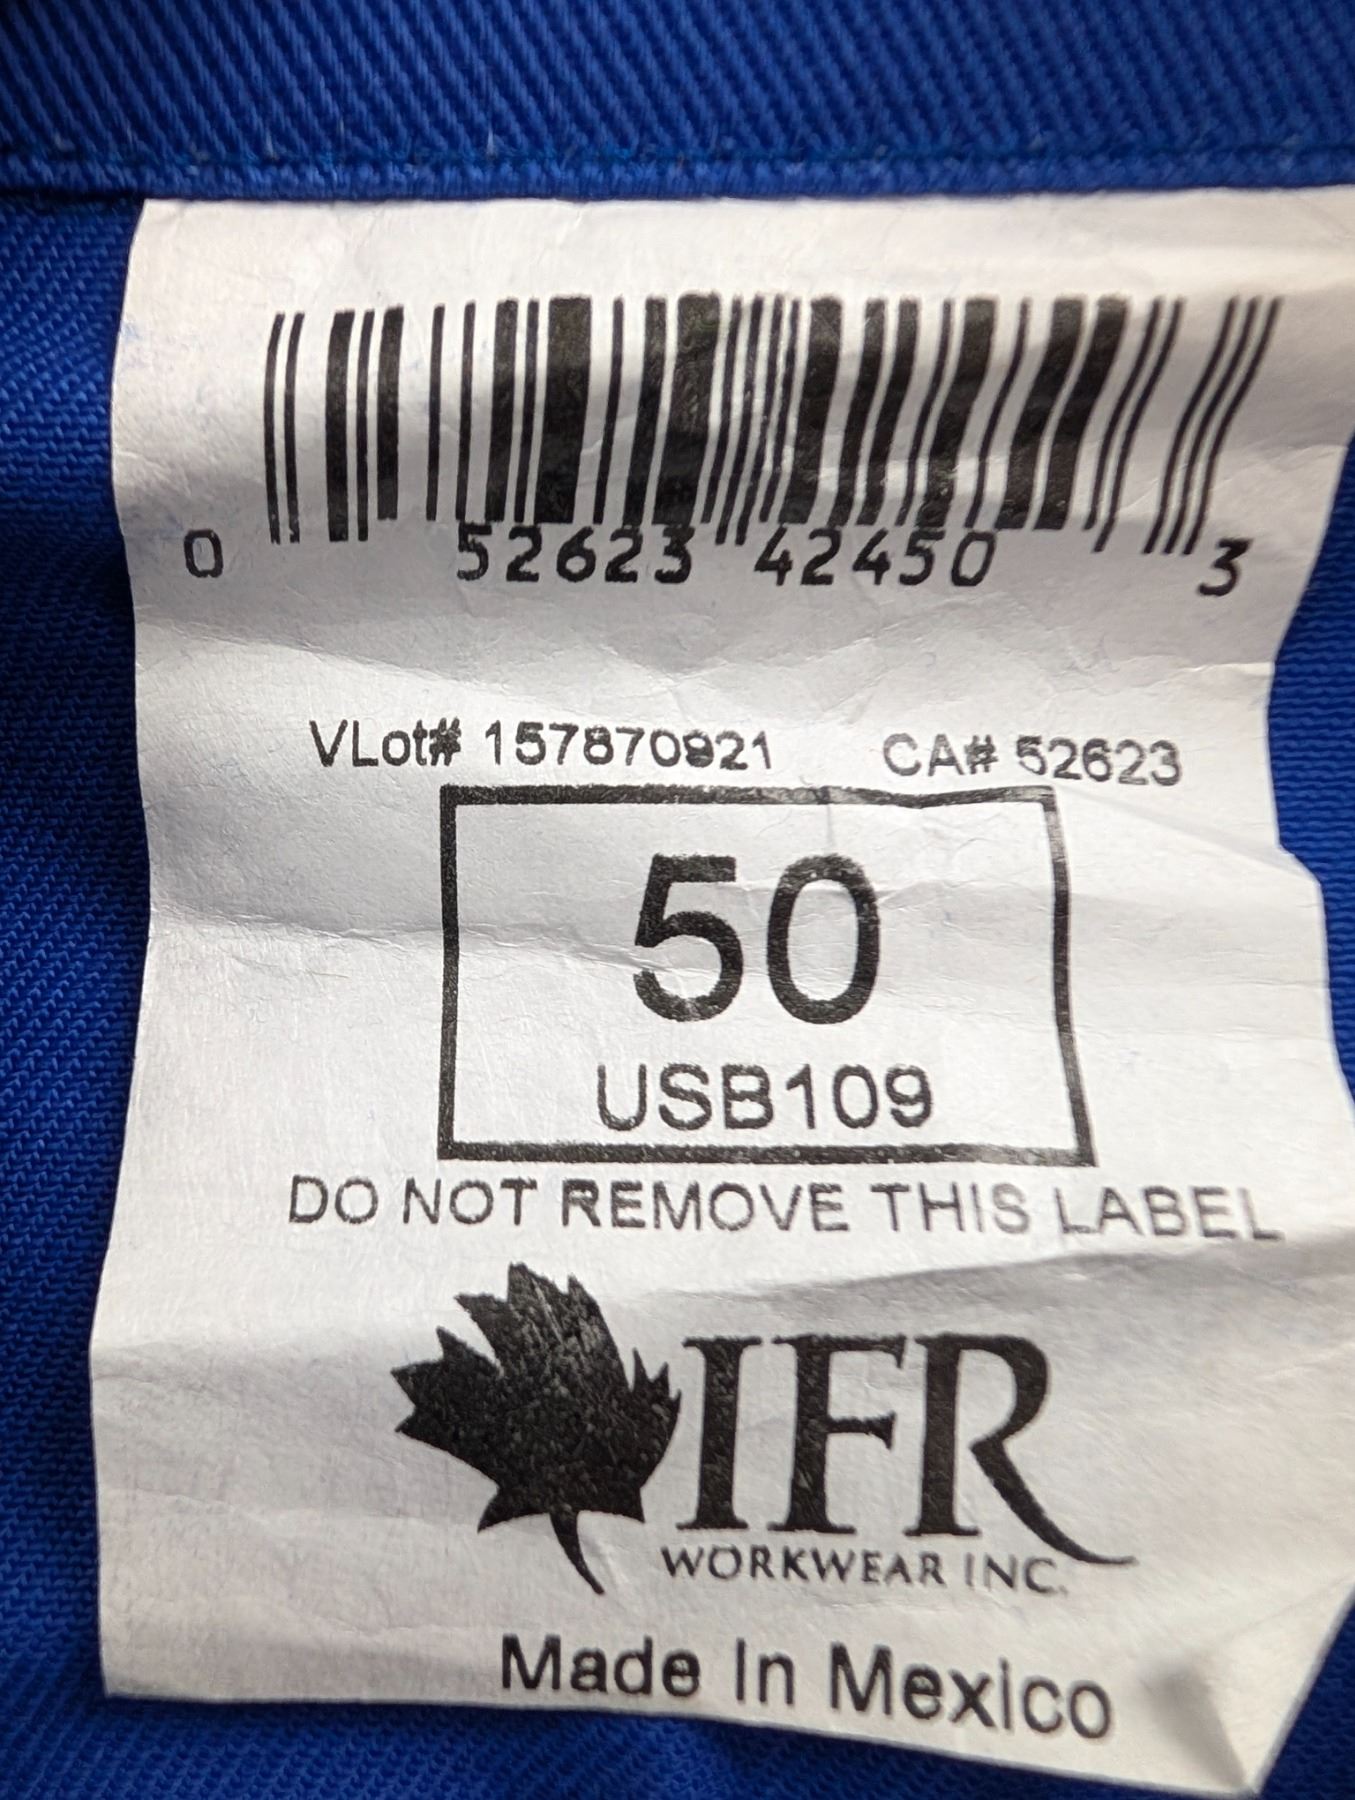 0 52623 42450 3
VLot# 157870921 CA# 52623
50
USB109
DO NOT REMOVE THIS LABEL
IFR
WORKWEAR INC.
Made In Mexico